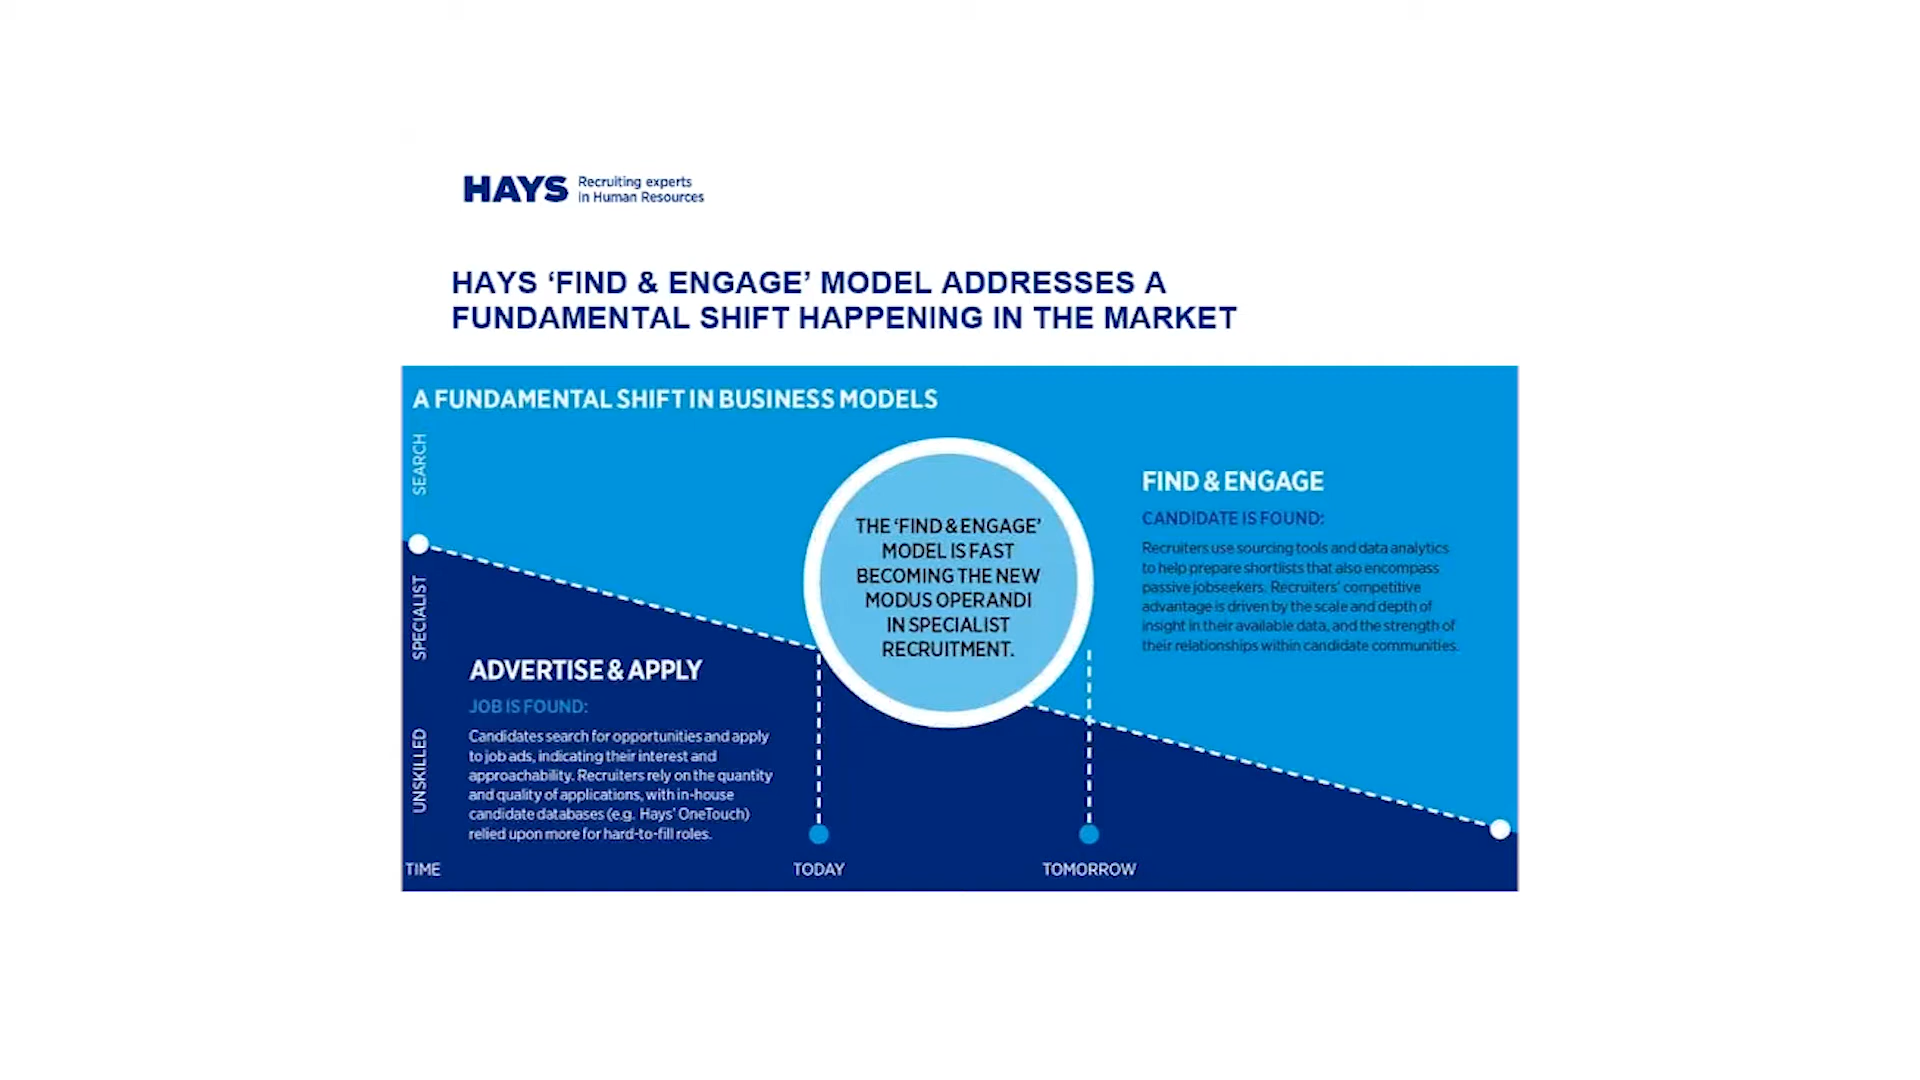 HAYS Recruiting experts
in Human Resources
HAYS ‘FIND & ENGAGE’ MODEL ADDRESSES A
FUNDAMENTAL SHIFT HAPPENING IN THE MARKET
A FUNDAMENTAL SHIFT IN BUSINESS MODELS
SEARCH
SPECIALIST
UNSKILLED
ADVERTISE & APPLY
JOB IS FOUND:
Candidates search for opportunities and apply
to job ads, indicating their interest and
approachability. Recruiters rely on the quantity
and quality of applications, with in-house
candidate databases (e.g. Hays’ OneTouch)
relied upon more for hard-to-fill roles.
THE ‘FIND & ENGAGE’
MODEL IS FAST
BECOMING THE NEW
MODUS OPERANDI
IN SPECIALIST
RECRUITMENT.
FIND & ENGAGE
CANDIDATE IS FOUND:
Recruiters use sourcing tools and data analytics
to help prepare shortlists that also encompass
passive jobseekers. Recruiters’ competitive
advantage is driven by the scale and depth of
insight in their available data, and the strength of
their relationships within candidate communities.
TIME
TODAY
TOMORROW